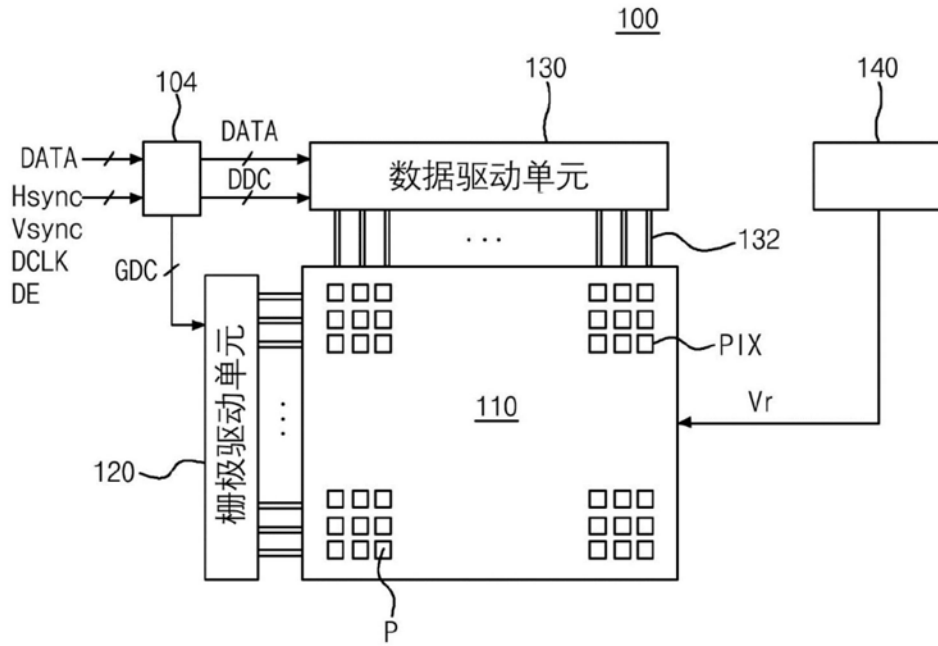 100
104
130
140
DATA
DATA
数据驱动单元
Hsync
DDC
Vsync
...
132
DCLK
GDC
DE
PIX
栅极驱动单元
...
110
Vr
120
P